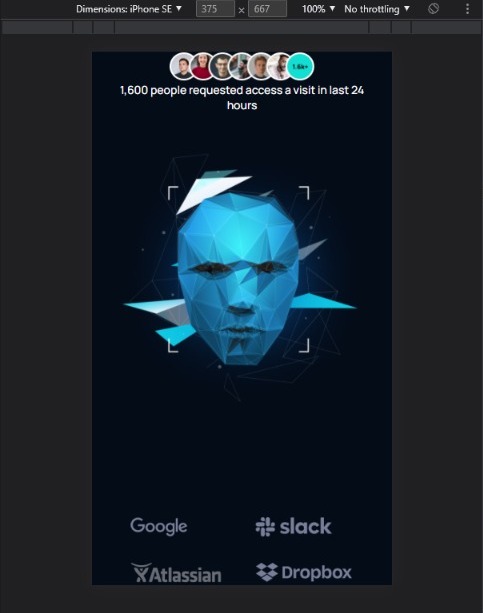 Dimensions: iPhone SE ▼ 375 × 667 100% ▼ No throttling ▼
1.6k+
1,600 people requested access a visit in last 24
hours
Google slack
Atlassian Dropbox